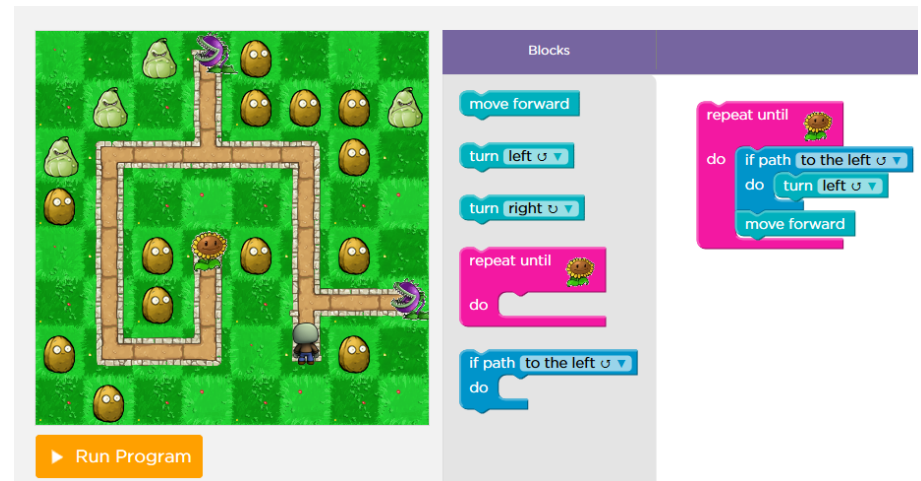 Blocks
move forward
turn left ↺ ▼
turn right ↻ ▼
repeat until
do
if path to the left ↺ ▼
do
repeat until
do if path to the left ↺ ▼
do turn left ↺ ▼
move forward
Run Program